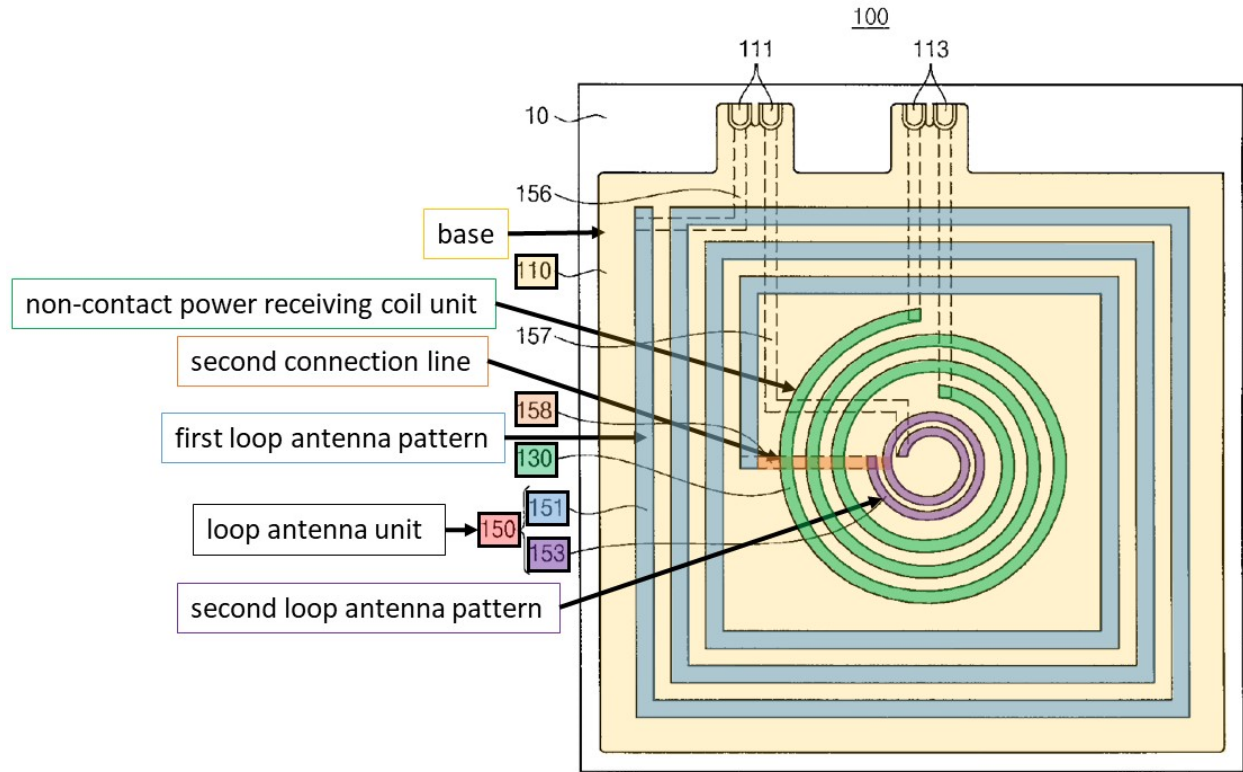 100
111
113
10
156
base
110
non-contact power receiving coil unit
157
second connection line
158
first loop antenna pattern
130
151
loop antenna unit
150
153
second loop antenna pattern